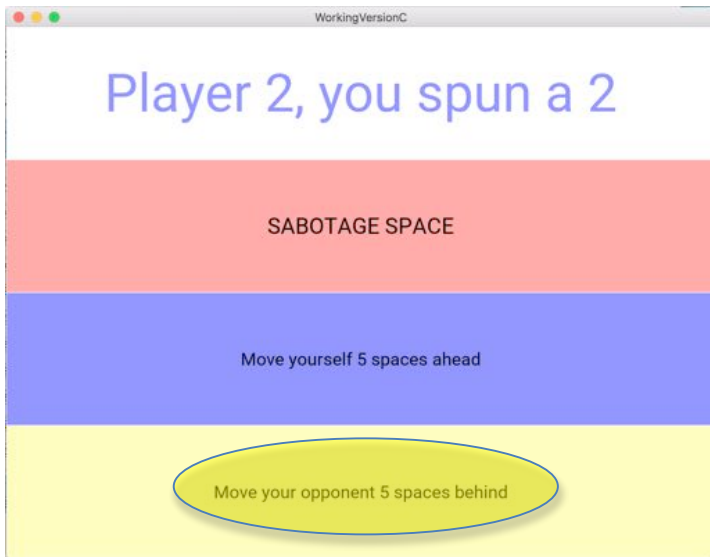 WorkingVersionC
Player 2, you spun a 2
SABOTAGE SPACE
Move yourself 5 spaces ahead
Move your opponent 5 spaces behind